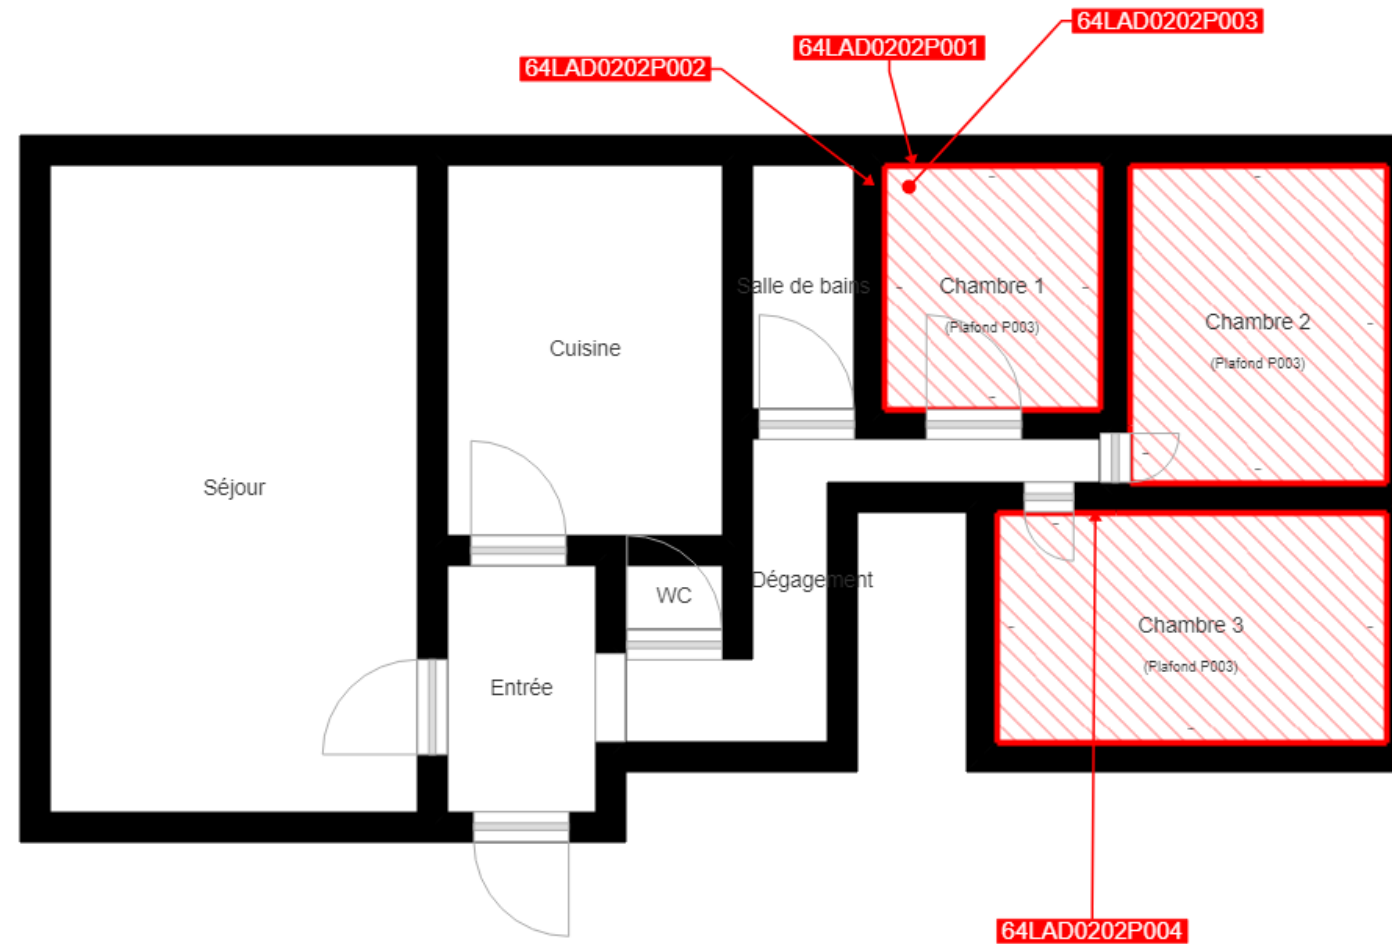 64LAD0202P003
64LAD0202P001
64LAD0202P002
Salle de bains
Chambre 1
(Plafond P003)
Chambre 2
(Plafond P003)
Cuisine
Séjour
WC
Dégagement
Chambre 3
(Plafond P003)
Entrée
64LAD0202P004